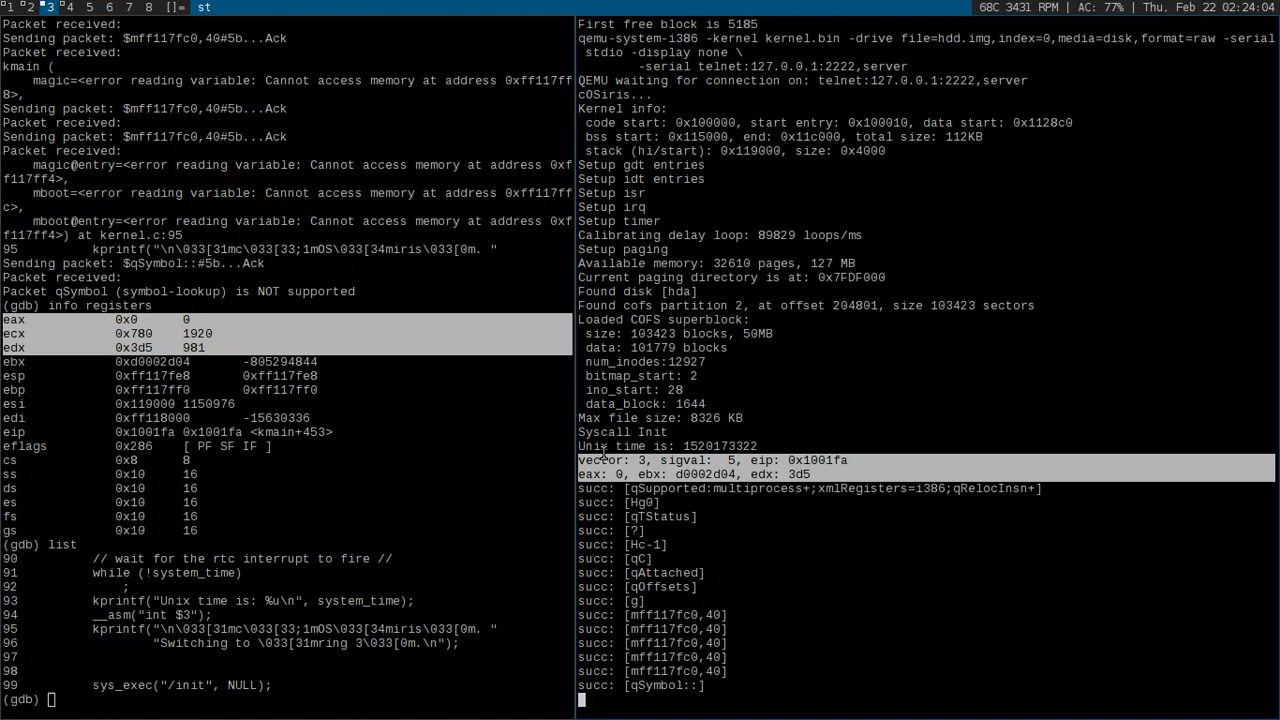 1 2 3 4 5 6 7 8 9 []= st 68C 3431 RPM | AC: 77% | Thu, Feb 22 02:24:04
Packet received:
Sending packet: $mff117fc0,40#5b...Ack
Packet received:
kmain (
    magic=<error reading variable: Cannot access memory at address 0xff117ff
8>,
Sending packet: $mff117fc0,40#5b...Ack
Packet received:
Sending packet: $mff117fc0,40#5b...Ack
Packet received:
    magic@entry=<error reading variable: Cannot access memory at address 0xf
f117ff4>,
    mboot=<error reading variable: Cannot access memory at address 0xff117ff
c>,
    mboot@entry=<error reading variable: Cannot access memory at address 0xf
f117ff4>) at kernel.c:95
95          kprintf("\n\033[31mc\033[33;1mOS\033[34miris\033[0m. "
Sending packet: $qSymbol::#5b...Ack
Packet received:
Packet qSymbol (symbol-lookup) is NOT supported
(gdb) info registers
eax            0x0      0
ecx            0x780    1920
edx            0x3d5    981
ebx            0xd0002d04       -805294844
esp            0xff117fe8       0xff117fe8
ebp            0xff117ff0       0xff117ff0
esi            0x119000 1150976
edi            0xff118000       -15630336
eip            0x1001fa 0x1001fa <kmain+453>
eflags         0x286    [ PF SF IF ]
cs             0x8      8
ss             0x10     16
ds             0x10     16
es             0x10     16
fs             0x10     16
gs             0x10     16
(gdb) list
90          // wait for the rtc interrupt to fire //
91          while (!system_time)
92              ;
93          kprintf("Unix time is: %u\n", system_time);
94          __asm("int $3");
95          kprintf("\n\033[31mc\033[33;1mOS\033[34miris\033[0m. "
96                  "Switching to \033[31mring 3\033[0m.\n");
97
98
99          sys_exec("/init", NULL);
(gdb)
First free block is 5185
qemu-system-i386 -kernel kernel.bin -drive file=hdd.img,index=0,media=disk,format=raw -serial
 stdio -display none \
            -serial telnet:127.0.0.1:2222,server
QEMU waiting for connection on: telnet:127.0.0.1:2222,server
cOSiris...
Kernel info:
 code start: 0x100000, start entry: 0x100010, data start: 0x1128c0
 bss start: 0x115000, end: 0x11c000, total size: 112KB
 stack (hi/start): 0x119000, size: 0x4000
Setup gdt entries
Setup idt entries
Setup isr
Setup irq
Setup timer
Calibrating delay loop: 89829 loops/ms
Setup paging
Available memory: 32610 pages, 127 MB
Current paging directory is at: 0x7FDF000
Found disk [hda]
Found cofs partition 2, at offset 204801, size 103423 sectors
Loaded COFS superblock:
 size: 103423 blocks, 50MB
 data: 101779 blocks
 num_inodes:12927
 bitmap_start: 2
 ino_start: 28
 data_block: 1644
Max file size: 8326 KB
Syscall Init
Unix time is: 1520173322
vector: 3, sigval:  5, eip: 0x1001fa
eax: 0, ebx: d0002d04, edx: 3d5
succ: [qSupported:multiprocess+;xmlRegisters=i386;qRelocInsn+]
succ: [Hg0]
succ: [qTStatus]
succ: [?]
succ: [Hc-1]
succ: [qC]
succ: [qAttached]
succ: [qOffsets]
succ: [g]
succ: [mff117fc0,40]
succ: [mff117fc0,40]
succ: [mff117fc0,40]
succ: [mff117fc0,40]
succ: [mff117fc0,40]
succ: [qSymbol::]